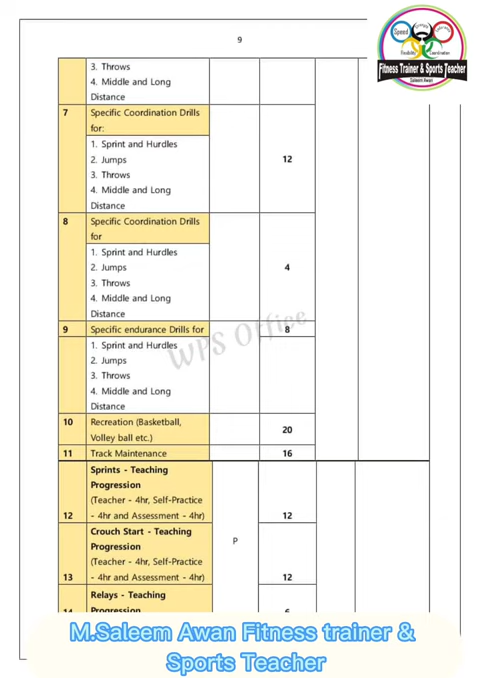 9
Speed
Strength
Endurance
Flexibility
Coordination
Fitness Trainer & Sports Teacher
Saleem Awan
3. Throws
4. Middle and Long
Distance
7 Specific Coordination Drills
for:
1. Sprint and Hurdles
2. Jumps
3. Throws
4. Middle and Long
Distance
12
8 Specific Coordination Drills
for
1. Sprint and Hurdles
2. Jumps
3. Throws
4. Middle and Long
Distance
4
9 Specific endurance Drills for
8
1. Sprint and Hurdles
2. Jumps
3. Throws
4. Middle and Long
Distance
WPS Office
10 Recreation (Basketball,
Volley ball etc.)
20
11 Track Maintenance 16
Sprints - Teaching
Progression
(Teacher - 4hr, Self-Practice
12 - 4hr and Assessment - 4hr) 12
Crouch Start - Teaching
Progression
P
(Teacher - 4hr, Self-Practice
13 - 4hr and Assessment - 4hr) 12
Relays - Teaching
14 Progression 6
M.Saleem Awan Fitness trainer &
Sports Teacher